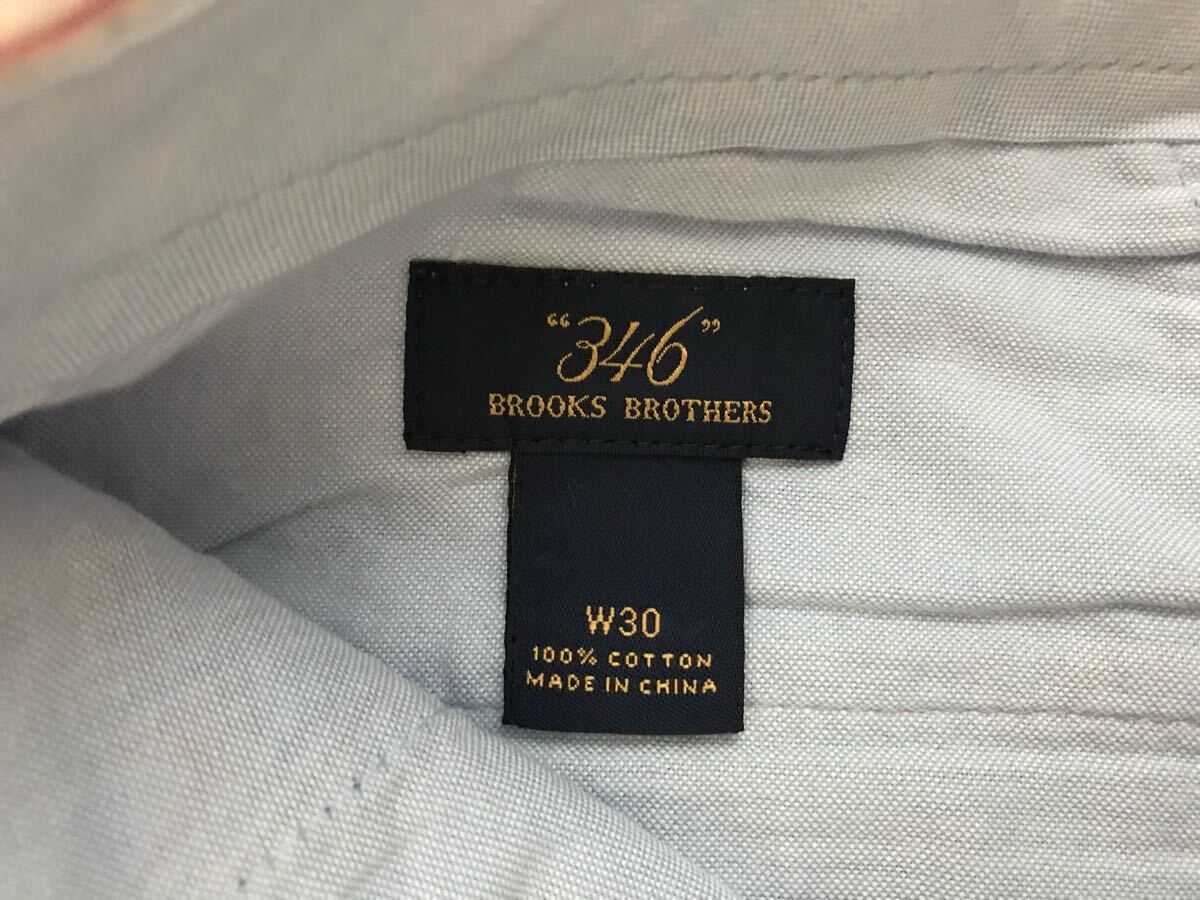 “346”
BROOKS BROTHERS
W30
100% COTTON
MADE IN CHINA